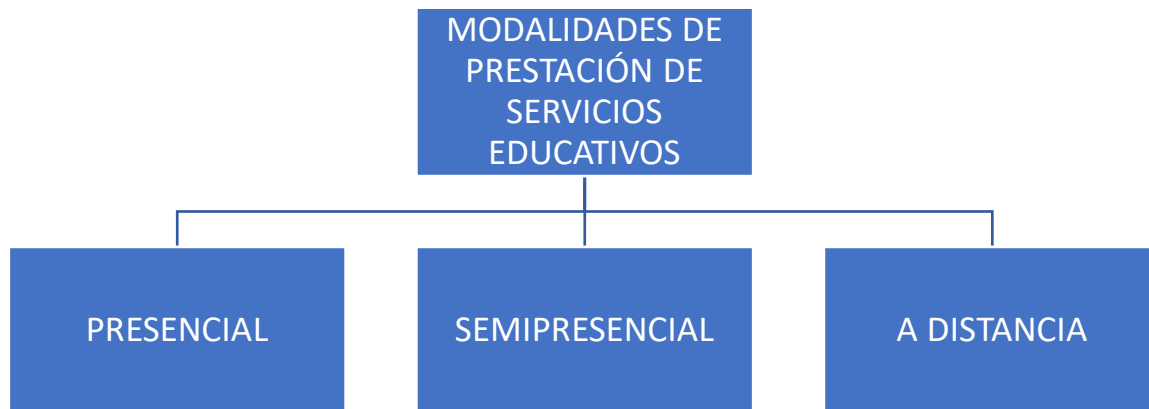 MODALIDADES DE
PRESTACIÓN DE
SERVICIOS
EDUCATIVOS
PRESENCIAL
SEMIPRESENCIAL
A DISTANCIA